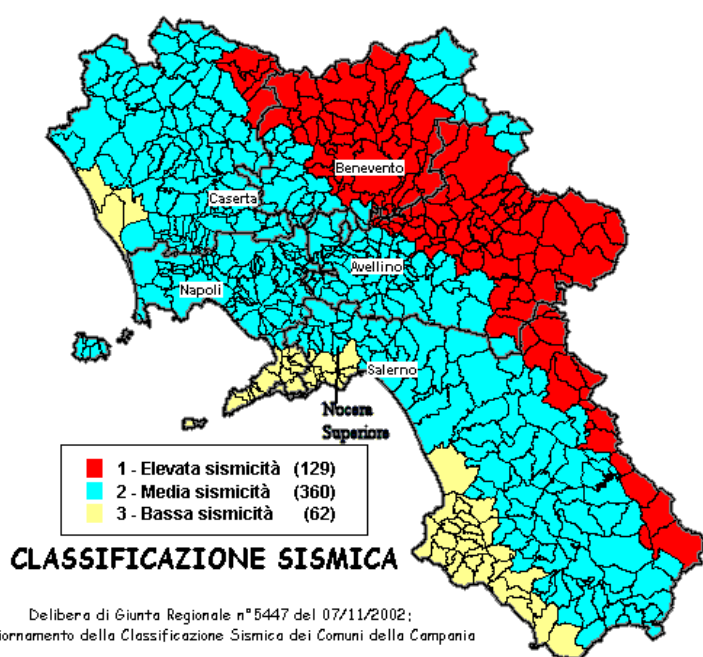 Benevento
Caserta
Avellino
Napoli
Salerno
Nocera
Superiore
1 - Elevata sismicità (129)
2 - Media sismicità (360)
3 - Bassa sismicità (62)
CLASSIFICAZIONE SISMICA
Delibera di Giunta Regionale n°5447 del 07/11/2002;
iornamento della Classificazione Sismica dei Comuni della Campania